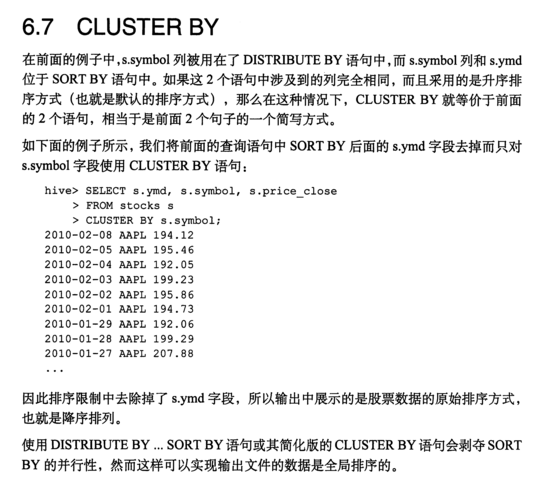 6.7 CLUSTER BY
在前面的例子中,s.symbol 列被用在了 DISTRIBUTE BY 语句中,而 s.symbol 列和 s.ymd
位于 SORT BY 语句中。如果这 2 个语句中涉及到的列完全相同，而且采用的是升序排
序方式（也就是默认的排序方式），那么在这种情况下，CLUSTER BY 就等价于前面
的 2 个语句，相当于是前面 2 个句子的一个简写方式。
如下面的例子所示，我们将前面的查询语句中 SORT BY 后面的 s.ymd 字段去掉而只对
s.symbol 字段使用 CLUSTER BY 语句：
hive> SELECT s.ymd, s.symbol, s.price_close
> FROM stocks s
> CLUSTER BY s.symbol;
2010-02-08 AAPL 194.12
2010-02-05 AAPL 195.46
2010-02-04 AAPL 192.05
2010-02-03 AAPL 199.23
2010-02-02 AAPL 195.86
2010-02-01 AAPL 194.73
2010-01-29 AAPL 192.06
2010-01-28 AAPL 199.29
2010-01-27 AAPL 207.88
...
因此排序限制中去除掉了 s.ymd 字段，所以输出中展示的是股票数据的原始排序方式，
也就是降序排列。
使用 DISTRIBUTE BY ... SORT BY 语句或其简化版的 CLUSTER BY 语句会剥夺 SORT
BY 的并行性，然而这样可以实现输出文件的数据是全局排序的。